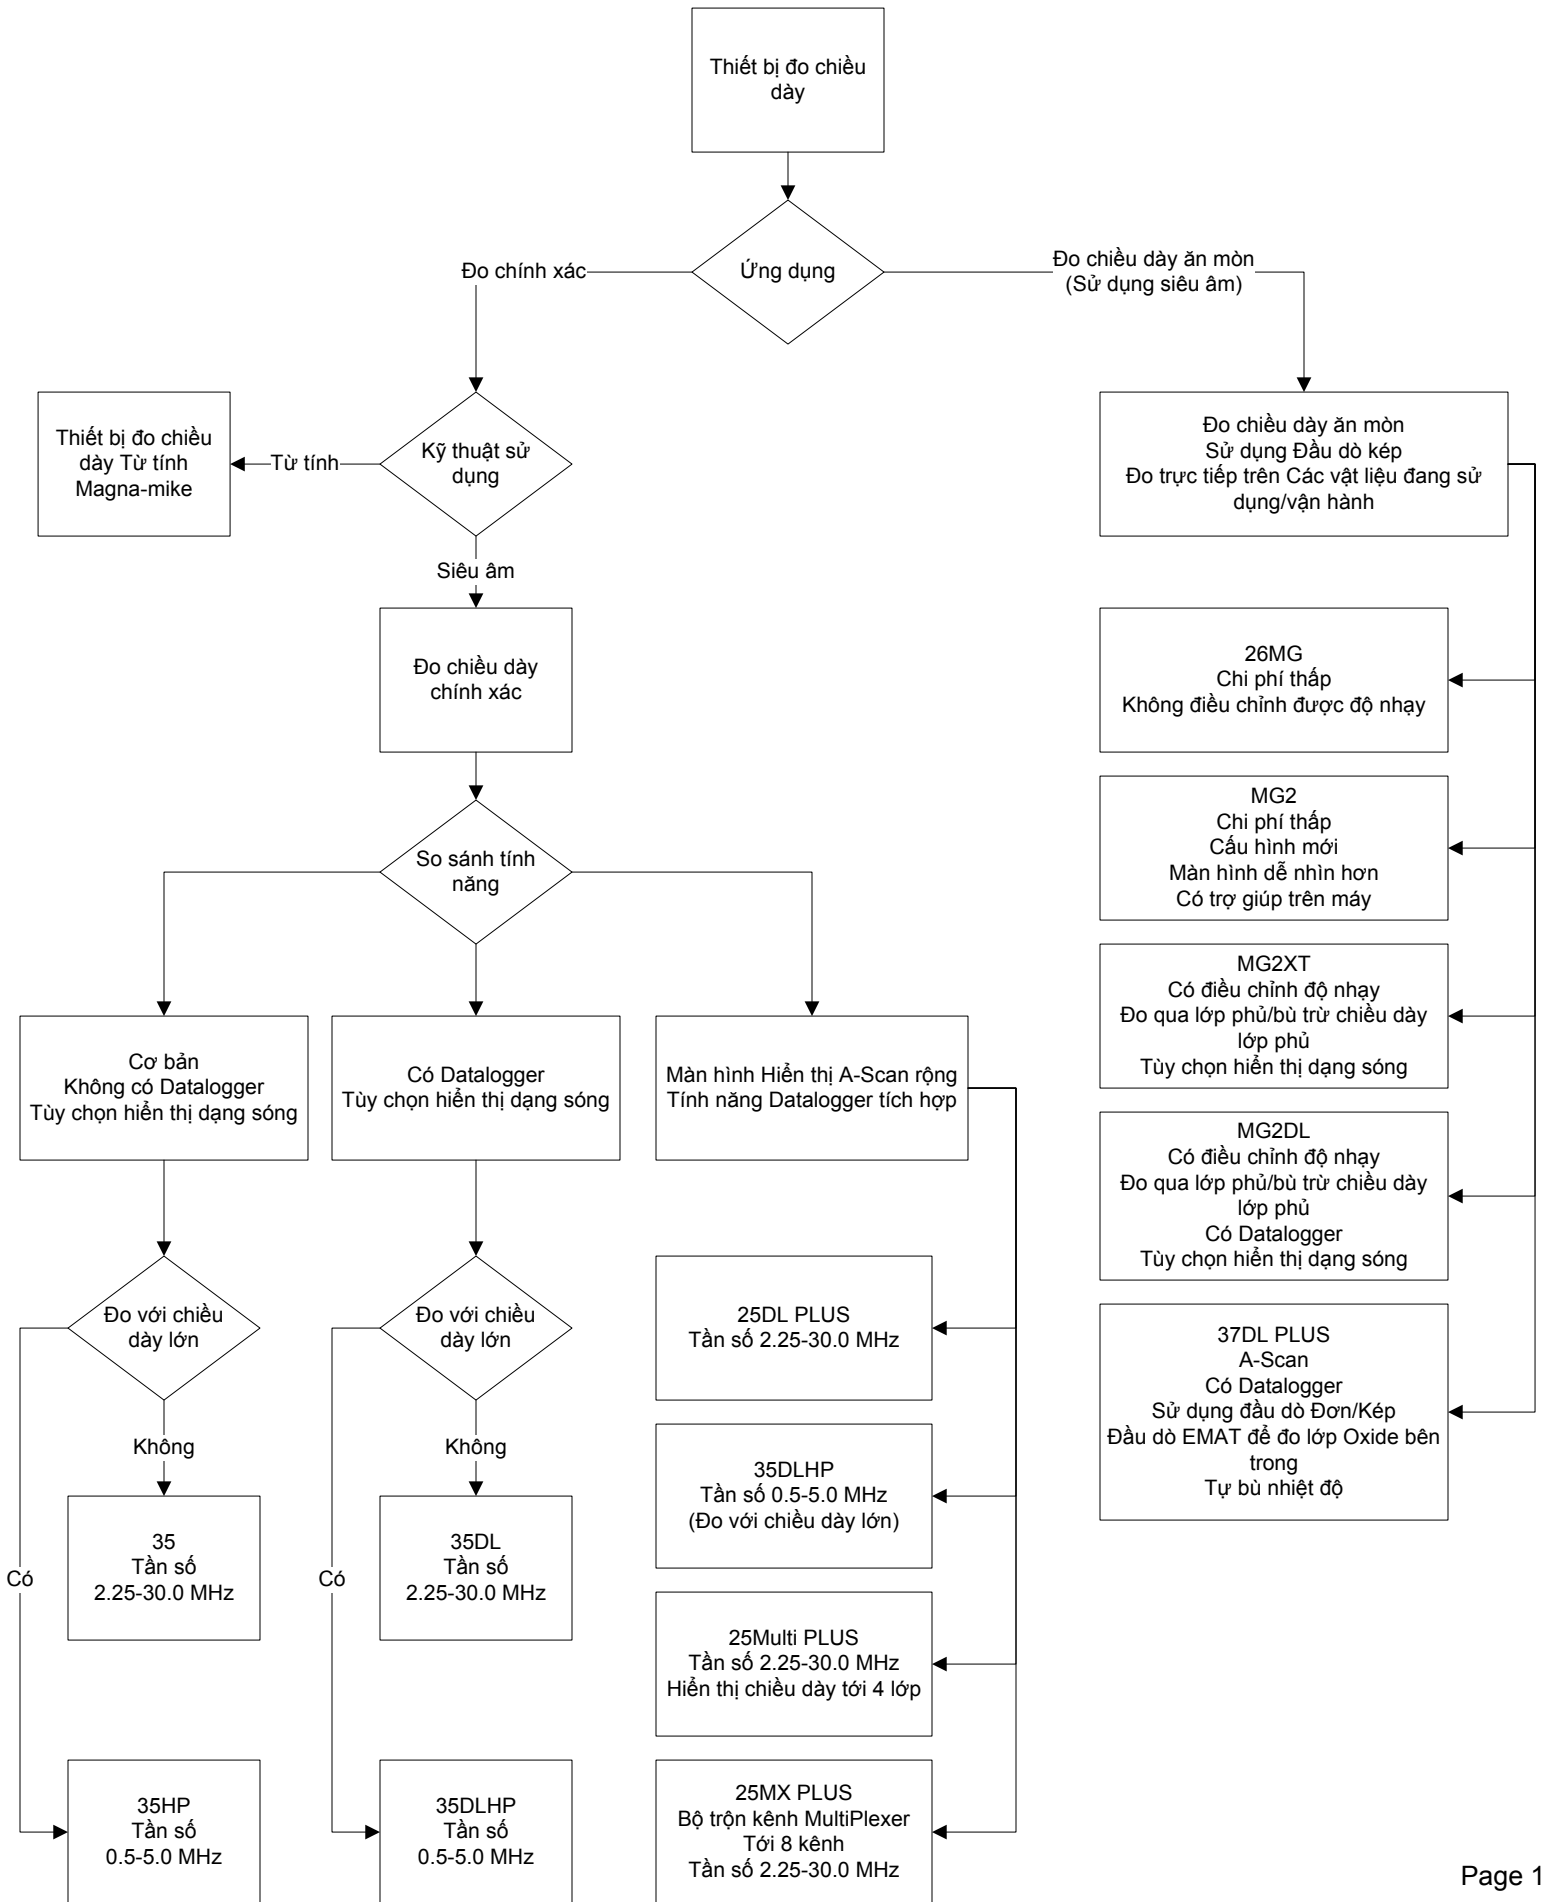 Thiết bị đo chiều
dày
Ứng dụng
Đo chính xác
Đo chiều dày ăn mòn
(Sử dụng siêu âm)
Kỹ thuật sử
dụng
Từ tính
Thiết bị đo chiều
dày Từ tính
Magna-mike
Siêu âm
Đo chiều dày
chính xác
So sánh tính
năng
Cơ bản
Không có Datalogger
Tùy chọn hiển thị dạng sóng
Có Datalogger
Tùy chọn hiển thị dạng sóng
Màn hình Hiển thị A-Scan rộng
Tính năng Datalogger tích hợp
Đo với chiều
dày lớn
Không
Có
35
Tần số
2.25-30.0 MHz
35HP
Tần số
0.5-5.0 MHz
Đo với chiều
dày lớn
Không
Có
35DL
Tần số
2.25-30.0 MHz
35DLHP
Tần số
0.5-5.0 MHz
25DL PLUS
Tần số 2.25-30.0 MHz
35DLHP
Tần số 0.5-5.0 MHz
(Đo với chiều dày lớn)
25Multi PLUS
Tần số 2.25-30.0 MHz
Hiển thị chiều dày tới 4 lớp
25MX PLUS
Bộ trộn kênh MultiPlexer
Tới 8 kênh
Tần số 2.25-30.0 MHz
Đo chiều dày ăn mòn
Sử dụng Đầu dò kép
Đo trực tiếp trên Các vật liệu đang sử
dụng/vận hành
26MG
Chi phí thấp
Không điều chỉnh được độ nhạy
MG2
Chi phí thấp
Cấu hình mới
Màn hình dễ nhìn hơn
Có trợ giúp trên máy
MG2XT
Có điều chỉnh độ nhạy
Đo qua lớp phủ/bù trừ chiều dày
lớp phủ
Tùy chọn hiển thị dạng sóng
MG2DL
Có điều chỉnh độ nhạy
Đo qua lớp phủ/bù trừ chiều dày
lớp phủ
Có Datalogger
Tùy chọn hiển thị dạng sóng
37DL PLUS
A-Scan
Có Datalogger
Sử dụng đầu dò Đơn/Kép
Đầu dò EMAT để đo lớp Oxide bên
trong
Tự bù nhiệt độ
Page 1